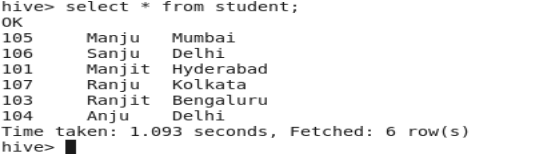 hive> select * from student;
OK
105 Manju Mumbai
106 Sanju Delhi
101 Manjit Hyderabad
107 Ranju Kolkata
103 Ranjit Bengaluru
104 Anju Delhi
Time taken: 1.093 seconds, Fetched: 6 row(s)
hive>